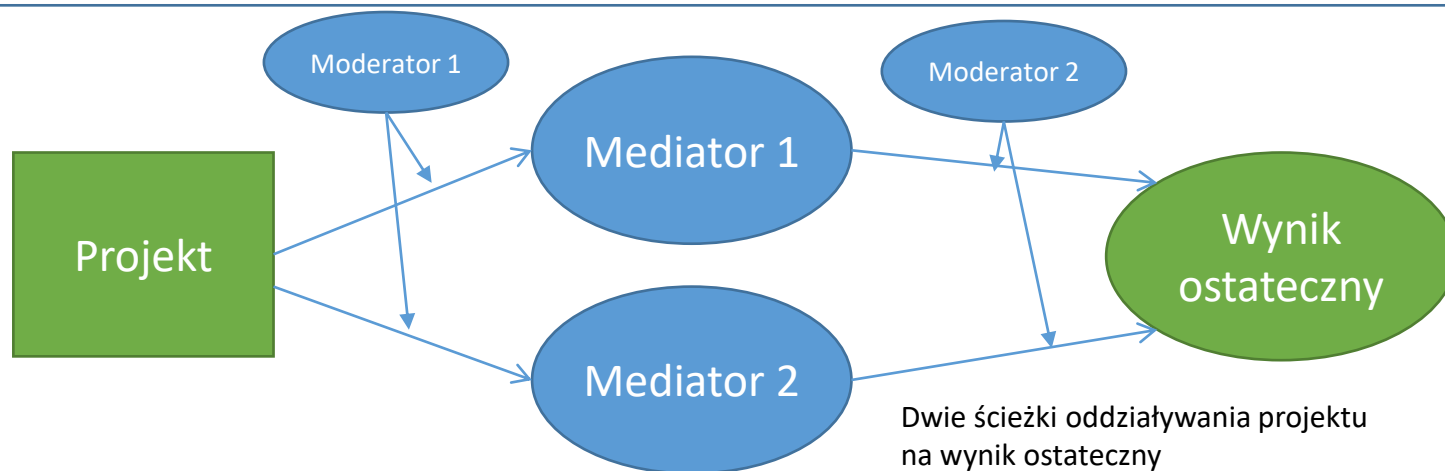 Moderator 1
Moderator 2
Mediator 1
Projekt
Wynik
ostateczny
Mediator 2
Dwie ścieżki oddziaływania projektu
na wynik ostateczny